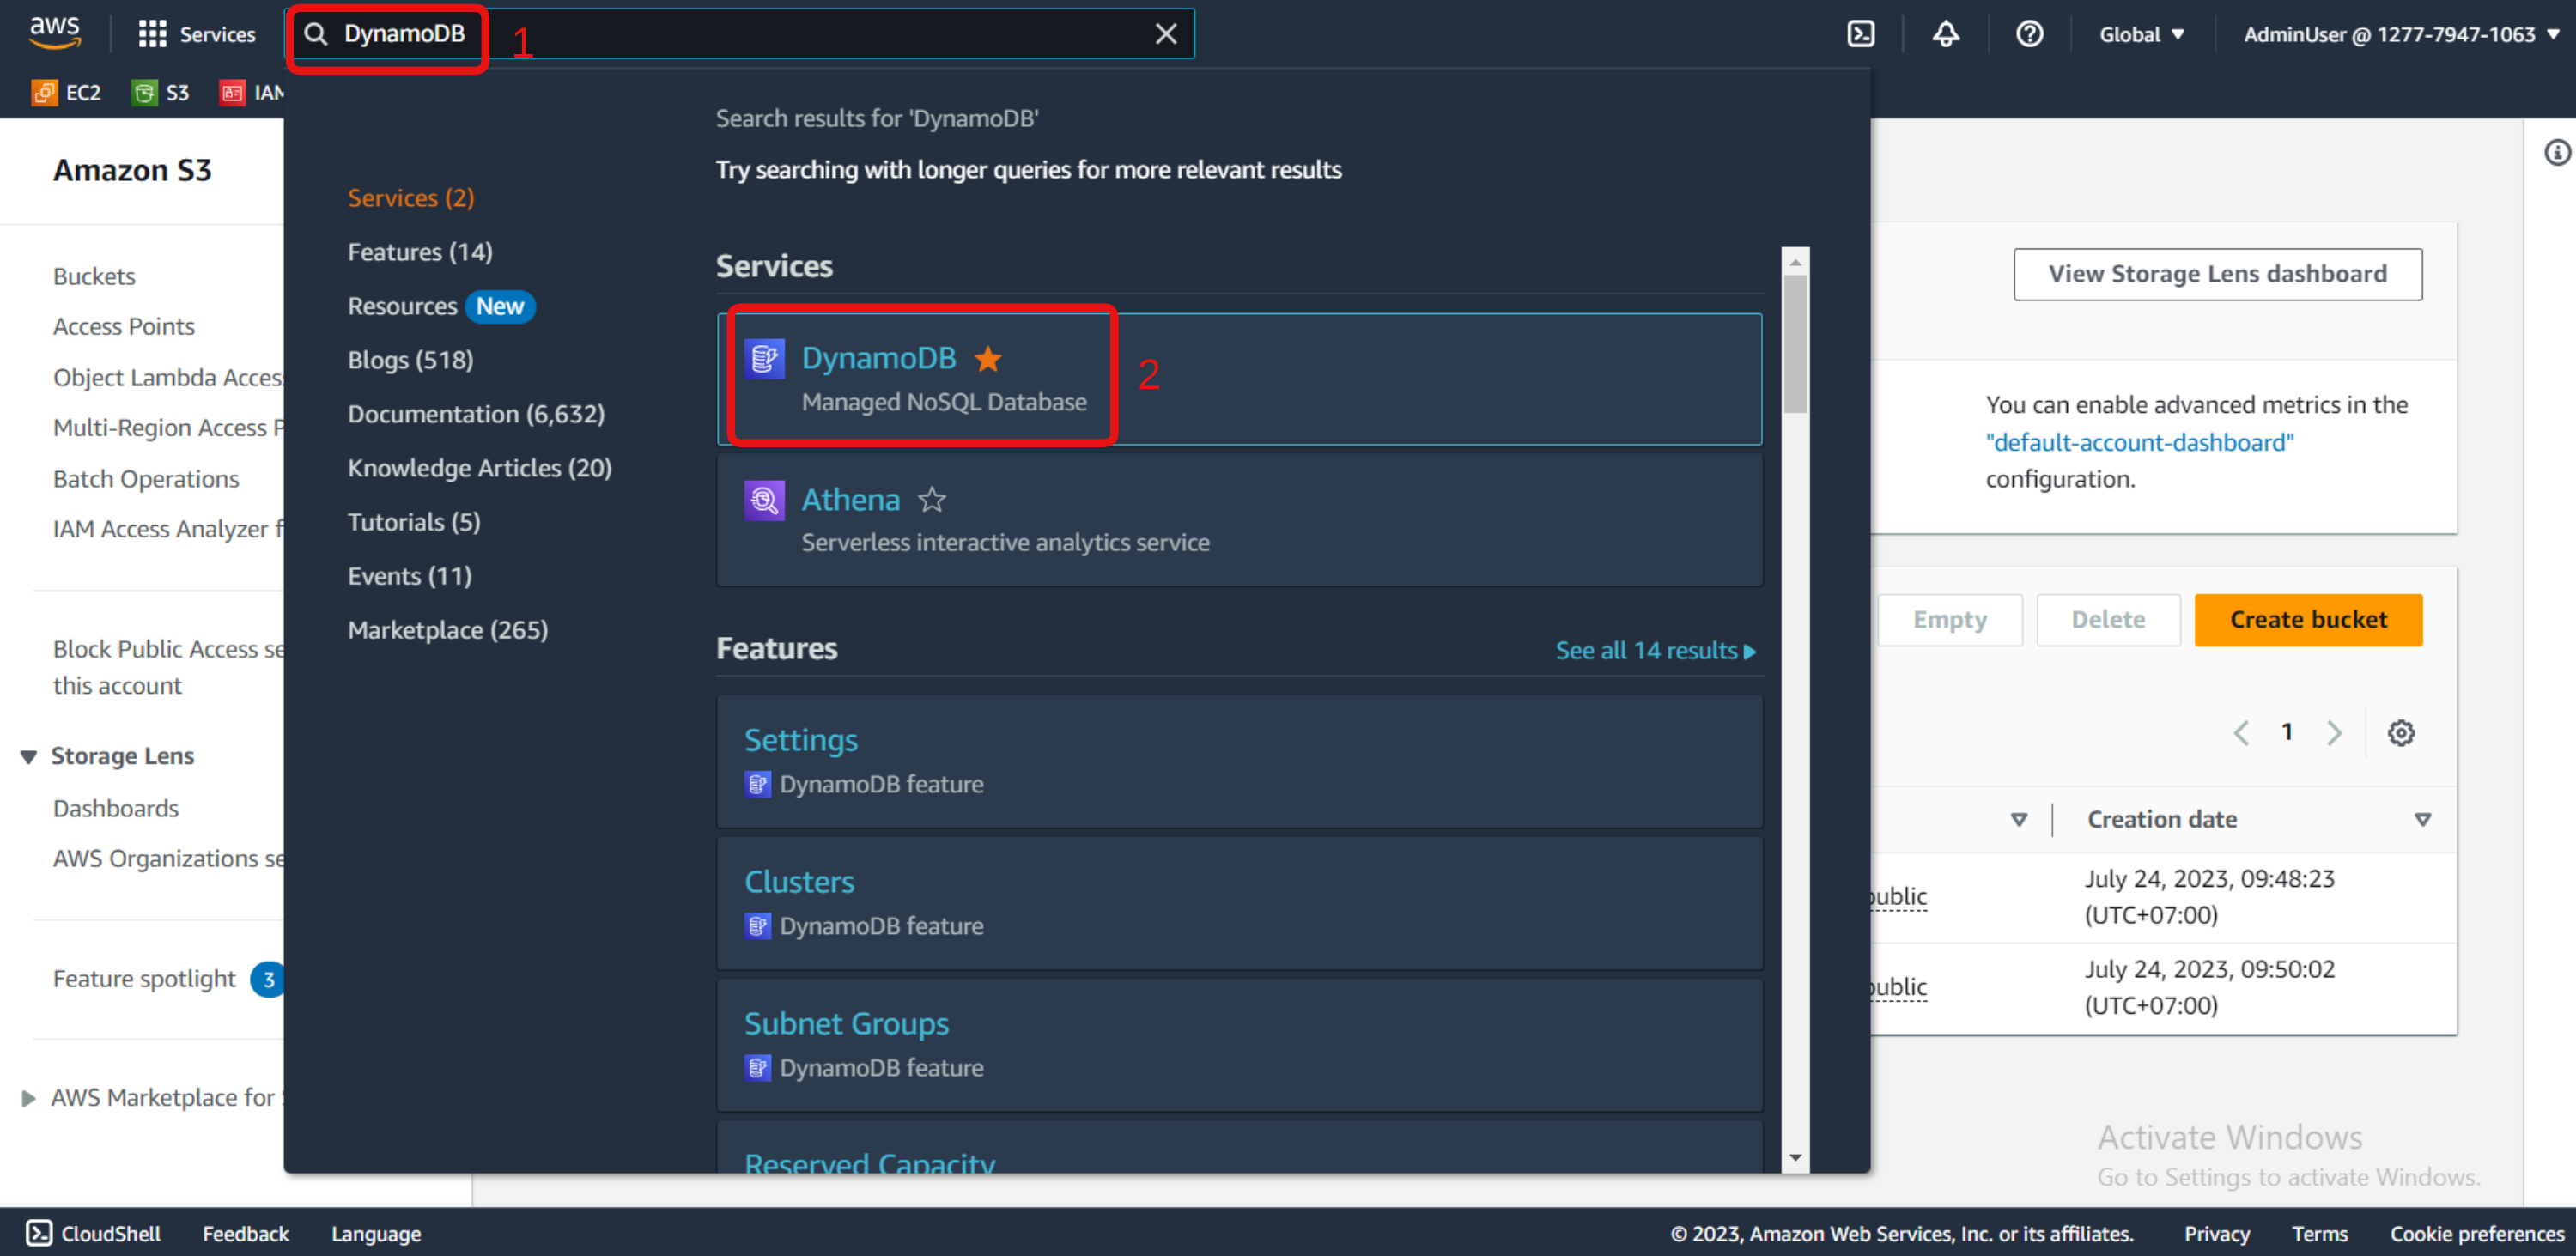 aws
Services
DynamoDB
1
Global
AdminUser @ 1277-7947-1063
EC2
S3
IAM
Amazon S3
Buckets
Access Points
Object Lambda Acces
Multi-Region Access P
Batch Operations
IAM Access Analyzer f
Block Public Access se
this account
Storage Lens
Dashboards
AWS Organizations se
Feature spotlight 3
AWS Marketplace for S
Search results for 'DynamoDB'
Try searching with longer queries for more relevant results
Services (2)
Features (14)
Resources New
Blogs (518)
Documentation (6,632)
Knowledge Articles (20)
Tutorials (5)
Events (11)
Marketplace (265)
Services
DynamoDB
Managed NoSQL Database
2
Athena
Serverless interactive analytics service
Features
See all 14 results
Settings
DynamoDB feature
Clusters
DynamoDB feature
Subnet Groups
DynamoDB feature
Reserved Capacity
View Storage Lens dashboard
You can enable advanced metrics in the
"default-account-dashboard"
configuration.
Empty
Delete
Create bucket
1
Creation date
public
July 24, 2023, 09:48:23
(UTC+07:00)
public
July 24, 2023, 09:50:02
(UTC+07:00)
Activate Windows
Go to Settings to activate Windows.
CloudShell
Feedback
Language
© 2023, Amazon Web Services, Inc. or its affiliates.
Privacy
Terms
Cookie preferences